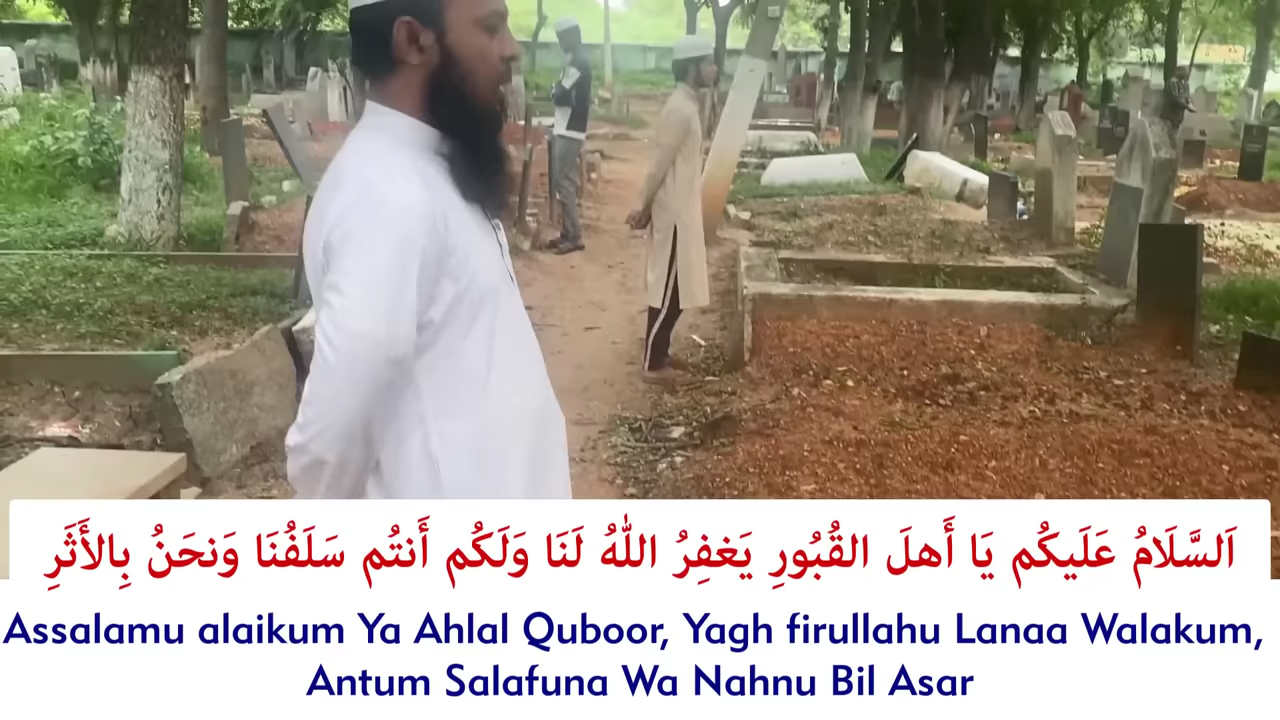 اَلسَّلَامُ عَلَيكُم يَا أَهلَ القُبُورِ يَغفِرُ اللّٰهُ لَنَا وَلَكُم أَنتُم سَلَفُنَا وَنحَنُ بِالأَثَرِ
Assalamu alaikum Ya Ahlal Quboor, Yagh firullahu Lanaa Walakum,
Antum Salafuna Wa Nahnu Bil Asar